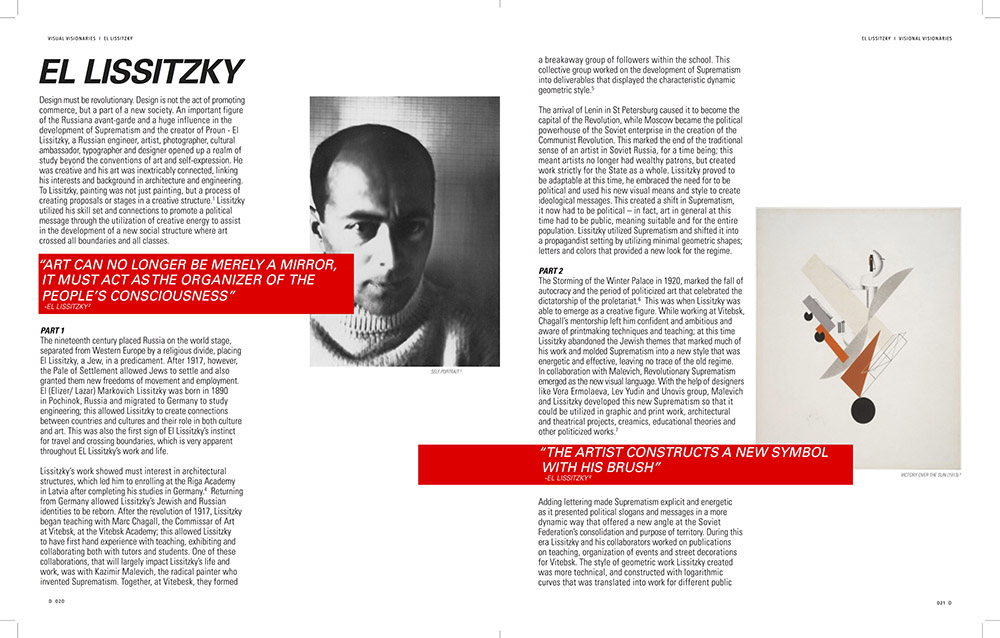 VISUAL VISIONARIES I EL LISSITZKY
EL LISSITZKY
Design must be revolutionary. Design is not the act of promoting
commerce, but a part of a new society. An important figure
of the Russiana avant-garde and a huge influence in the
development of Suprematism and the creator of Proun - El
Lissitzky, a Russian engineer, artist, photographer, cultural
ambassador, typographer and designer opened up a realm of
study beyond the conventions of art and self-expression. He
was creative and his art was inextricably connected, linking
his interests and background in architecture and engineering.
To Lissitzky, painting was not just painting, but a process of
creating proposals or stages in a creative structure.¹ Lissitzky
utilized his skill set and connections to promote a political
message through the utilization of creative energy to assist
in the development of a new social structure where art
crossed all boundaries and all classes.
“ART CAN NO LONGER BE MERELY A MIRROR,
IT MUST ACT AS THE ORGANIZER OF THE
PEOPLE’S CONSCIOUSNESS”
-EL LISSITZKY²
PART 1
The nineteenth century placed Russia on the world stage,
separated from Western Europe by a religious divide, placing
El Lissitzky, a Jew, in a predicament. After 1917, however,
the Pale of Settlement allowed Jews to settle and also
granted them new freedoms of movement and employment.
El (Elizer/ Lazar) Markovich Lissitzky was born in 1890
in Pochinok, Russia and migrated to Germany to study
engineering; this allowed Lissitzky to create connections
between countries and cultures and their role in both culture
and art. This was also the first sign of El Lissitzky’s instinct
for travel and crossing boundaries, which is very apparent
throughout EL Lissitzky’s work and life.
Lissitzky’s work showed must interest in architectural
structures, which led him to enrolling at the Riga Academy
in Latvia after completing his studies in Germany.⁴ Returning
from Germany allowed Lissitzky’s Jewish and Russian
identities to be reborn. After the revolution of 1917, Lissitzky
began teaching with Marc Chagall, the Commissar of Art
at Vitebsk, at the Vitebsk Academy; this allowed Lissitzky
to have first hand experience with teaching, exhibiting and
collaborating both with tutors and students. One of these
collaborations, that will largely impact Lissitzky’s life and
work, was with Kazimir Malevich, the radical painter who
invented Suprematism. Together, at Vitebesk, they formed
SELF PORTRAIT³
D 020
EL LISSITZKY I VISIONAL VISIONARIES
a breakaway group of followers within the school. This
collective group worked on the development of Suprematism
into deliverables that displayed the characteristic dynamic
geometric style.⁵
The arrival of Lenin in St Petersburg caused it to become the
capital of the Revolution, while Moscow became the political
powerhouse of the Soviet enterprise in the creation of the
Communist Revolution. This marked the end of the traditional
sense of an artist in Soviet Russia, for a time being; this
meant artists no longer had wealthy patrons, but created
work strictly for the State as a whole. Lissitzky proved to
be adaptable at this time, he embraced the need for to be
political and used his new visual means and style to create
ideological messages. This created a shift in Suprematism,
it now had to be political – in fact, art in general at this
time had to be public, meaning suitable and for the entire
population. Lissitzky utilized Suprematism and shifted it into
a propagandist setting by utilizing minimal geometric shapes;
letters and colors that provided a new look for the regime.
PART 2
The Storming of the Winter Palace in 1920, marked the fall of
autocracy and the period of politicized art that celebrated the
dictatorship of the proletariat.⁶ This was when Lissitzky was
able to emerge as a creative figure. While working at Vitebsk,
Chagall’s mentorship left him confident and ambitious and
aware of printmaking techniques and teaching; at this time
Lissitzky abandoned the Jewish themes that marked much of
his work and molded Suprematism into a new style that was
energetic and effective, leaving no trace of the old regime.
In collaboration with Malevich, Revolutionary Suprematism
emerged as the new visual language. With the help of designers
like Vera Ermolaeva, Lev Yudin and Unovis group, Malevich
and Lissitzky developed this new Suprematism so that it
could be utilized in graphic and print work, architectural
and theatrical projects, creamics, educational theories and
other politicized works.⁷
“THE ARTIST CONSTRUCTS A NEW SYMBOL
WITH HIS BRUSH”
-EL LISSITZKY
VICTORY OVER THE SUN (1913)
Adding lettering made Suprematism explicit and energetic
as it presented political slogans and messages in a more
dynamic way that offered a new angle at the Soviet
Federation’s consolidation and purpose of territory. During this
era Lissitzky and his collaborators worked on publications
on teaching, organization of events and street decorations
for Vitebsk. The style of geometric work Lissitzky created
was more technical, and constructed with logarithmic
curves that was translated into work for different public
021 D